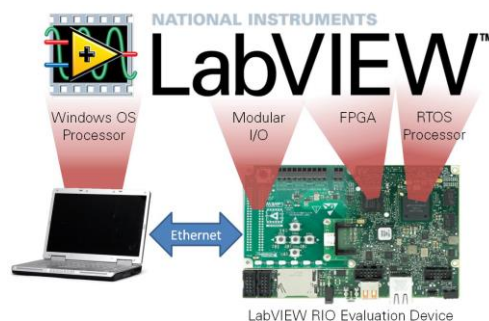 NATIONAL INSTRUMENTS
LabVIEW™
Windows OS
Processor
Modular
I/O
FPGA
RTOS
Processor
Ethernet
LabVIEW RIO Evaluation Device